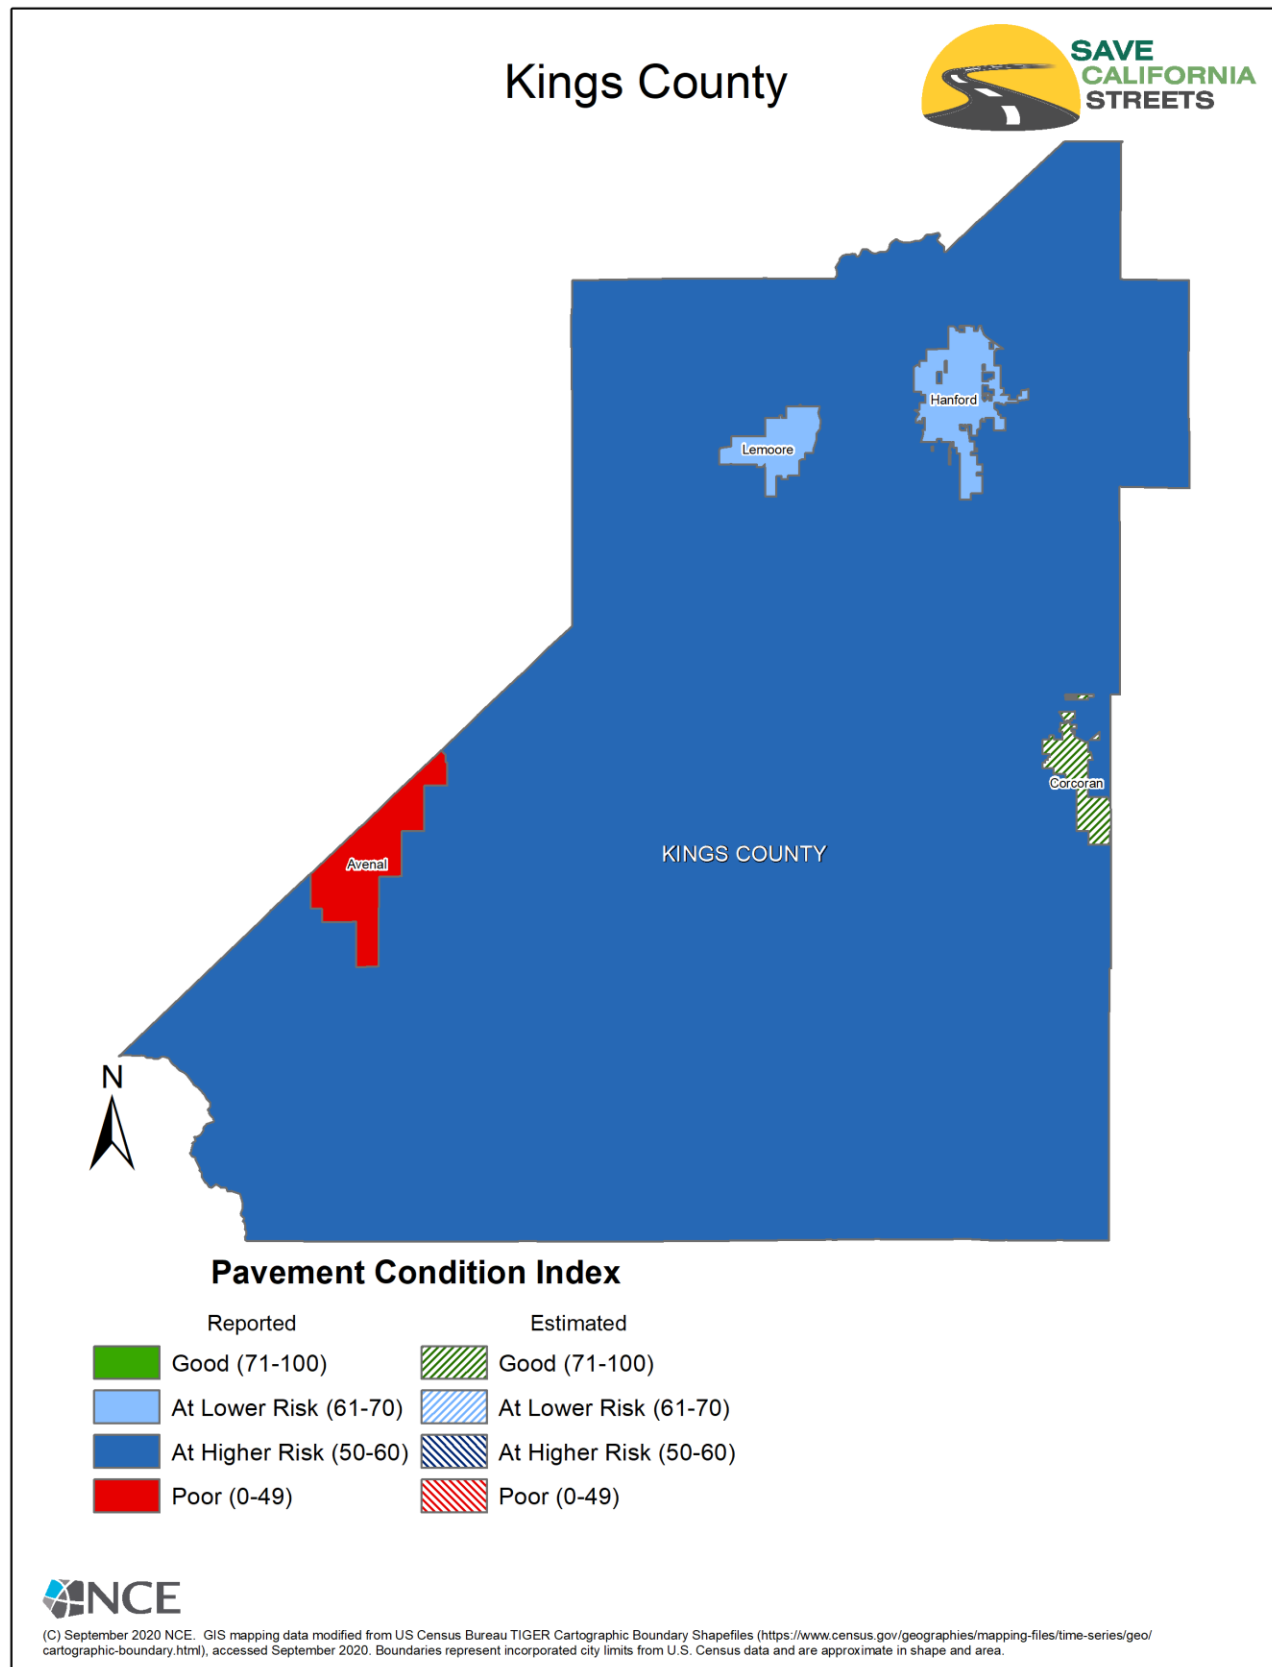 Kings County
SAVE
CALIFORNIA
STREETS
Hanford
Lemoore
Corcoran
KINGS COUNTY
Avenal
N
Pavement Condition Index
Reported
Estimated
Good (71-100)
Good (71-100)
At Lower Risk (61-70)
At Lower Risk (61-70)
At Higher Risk (50-60)
At Higher Risk (50-60)
Poor (0-49)
Poor (0-49)
NCE
(C) September 2020 NCE. GIS mapping data modified from US Census Bureau TIGER Cartographic Boundary Shapefiles (https://www.census.gov/geographies/mapping-files/time-series/geo/
cartographic-boundary.html), accessed September 2020. Boundaries represent incorporated city limits from U.S. Census data and are approximate in shape and area.